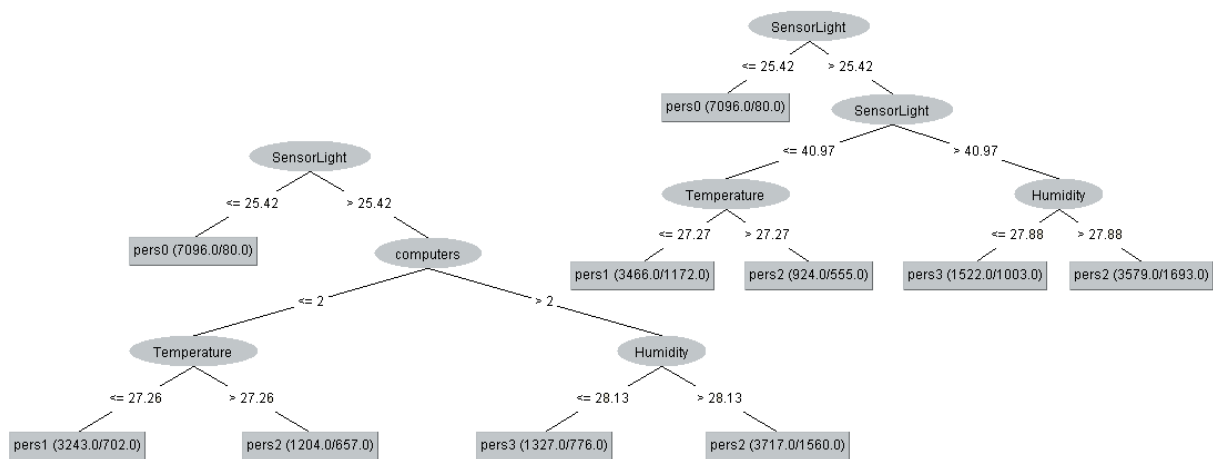 SensorLight
<= 25.42 > 25.42
pers0 (7096.0/80.0)
computers
<= 2 > 2
Temperature Humidity
<= 27.26 > 27.26 <= 28.13 > 28.13
pers1 (3243.0/702.0) pers2 (1204.0/657.0) pers3 (1327.0/776.0) pers2 (3717.0/1560.0)
SensorLight
<= 25.42 > 25.42
pers0 (7096.0/80.0)
SensorLight
<= 40.97 > 40.97
Temperature Humidity
<= 27.27 > 27.27 <= 27.88 > 27.88
pers1 (3466.0/1172.0) pers2 (924.0/555.0) pers3 (1522.0/1003.0) pers2 (3579.0/1693.0)